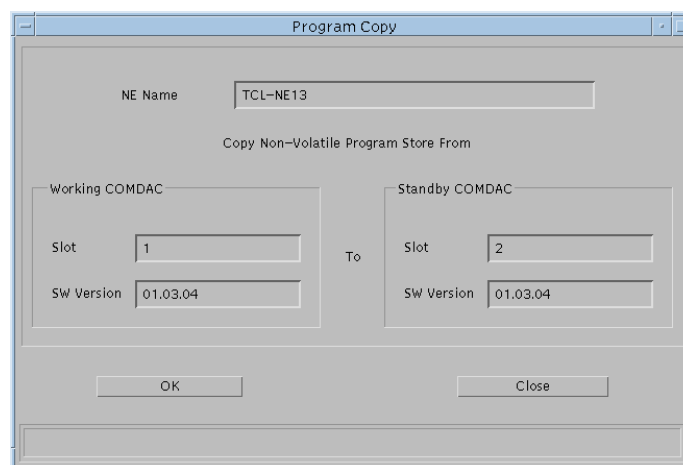 Program Copy
NE Name
TCL-NE13
Copy Non-Volatile Program Store From
Working COMDAC
Slot
1
SW Version
01.03.04
To
Standby COMDAC
Slot
2
SW Version
01.03.04
OK
Close